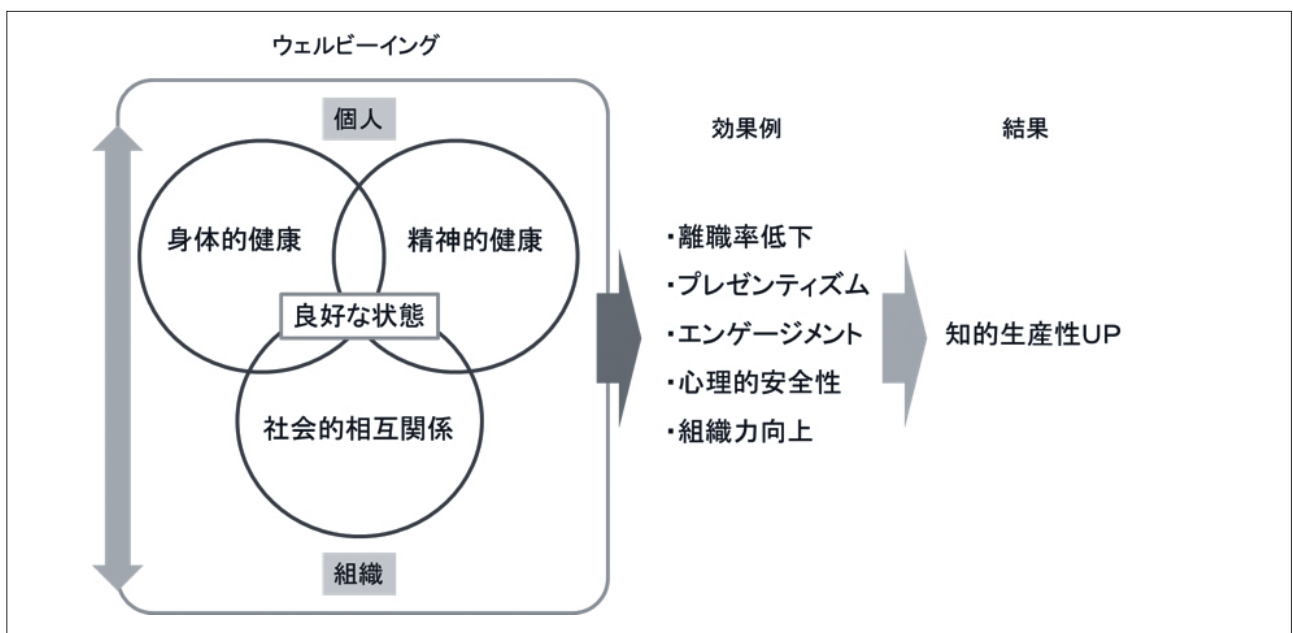 ウェルビーイング
個人
身体的健康
精神的健康
良好な状態
社会的相互関係
組織
効果例
・離職率低下
・プレゼンティズム
・エンゲージメント
・心理的安全性
・組織力向上
結果
知的生産性UP